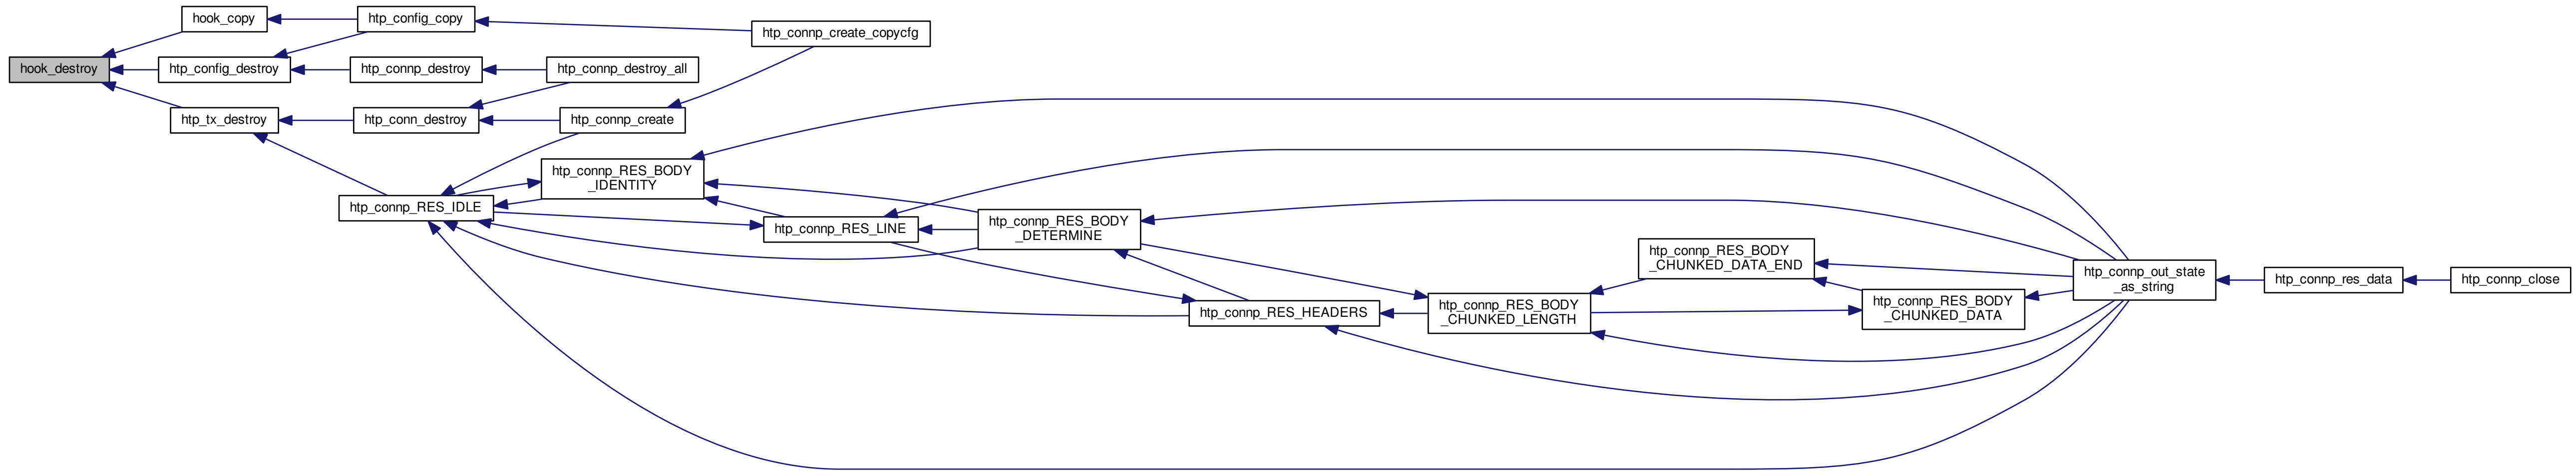 hook_copy
htp_config_copy
htp_connp_create_copycfg
hook_destroy
htp_config_destroy
htp_connp_destroy
htp_connp_destroy_all
htp_tx_destroy
htp_conn_destroy
htp_connp_create
htp_connp_RES_BODY
_IDENTITY
htp_connp_RES_IDLE
htp_connp_RES_LINE
htp_connp_RES_BODY
_DETERMINE
htp_connp_RES_HEADERS
htp_connp_RES_BODY
_CHUNKED_LENGTH
htp_connp_RES_BODY
_CHUNKED_DATA_END
htp_connp_RES_BODY
_CHUNKED_DATA
htp_connp_out_state
_as_string
htp_connp_res_data
htp_connp_close